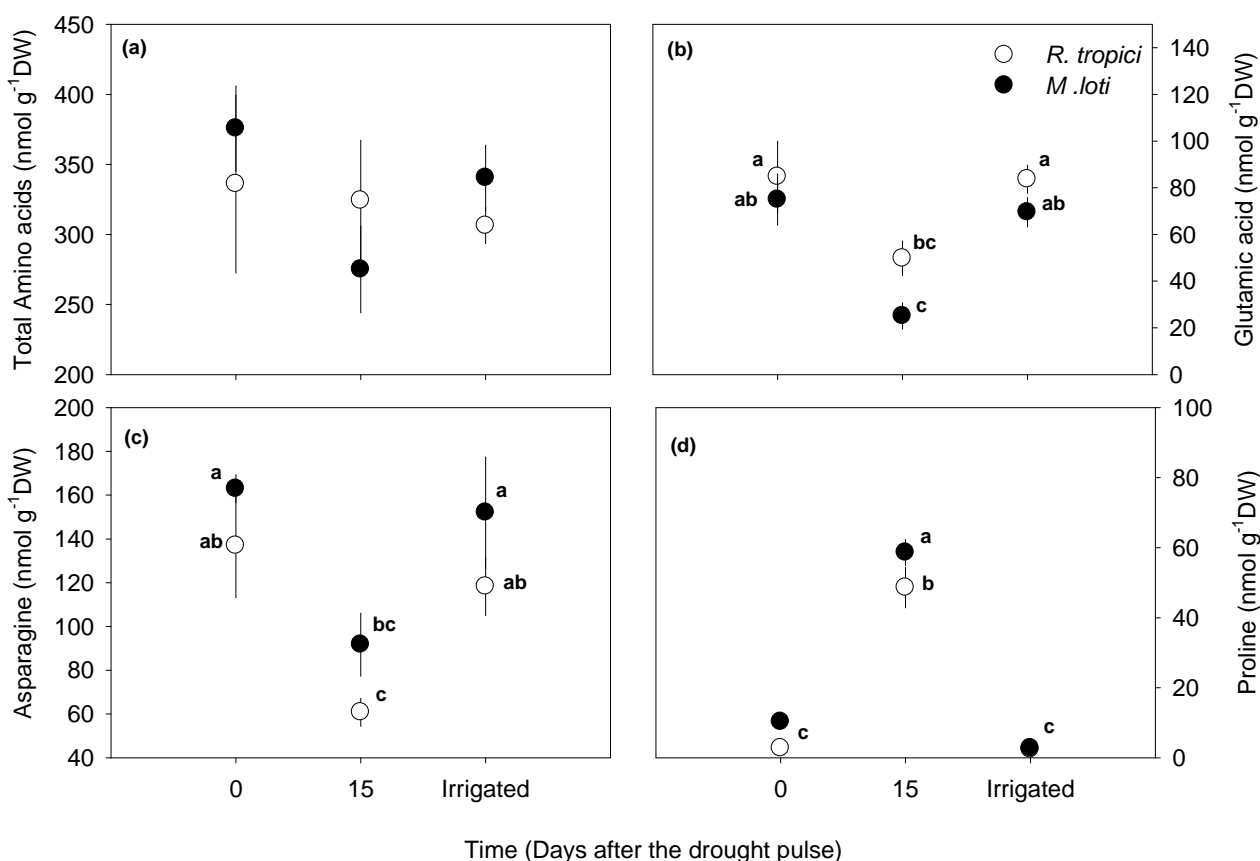 (a)
450
400
350
300
250
200
Total Amino acids (nmol g⁻¹DW)
(b)
R. tropici
M .loti
a
ab
bc
c
a
ab
140
120
100
80
60
40
20
0
Glutamic acid (nmol g⁻¹DW)
(c)
200
180
160
140
120
100
80
60
40
Asparagine (nmol g⁻¹DW)
a
ab
bc
c
a
ab
0 15 Irrigated
(d)
c
a
b
c
100
80
60
40
20
0
Proline (nmol g⁻¹DW)
0 15 Irrigated
Time (Days after the drought pulse)